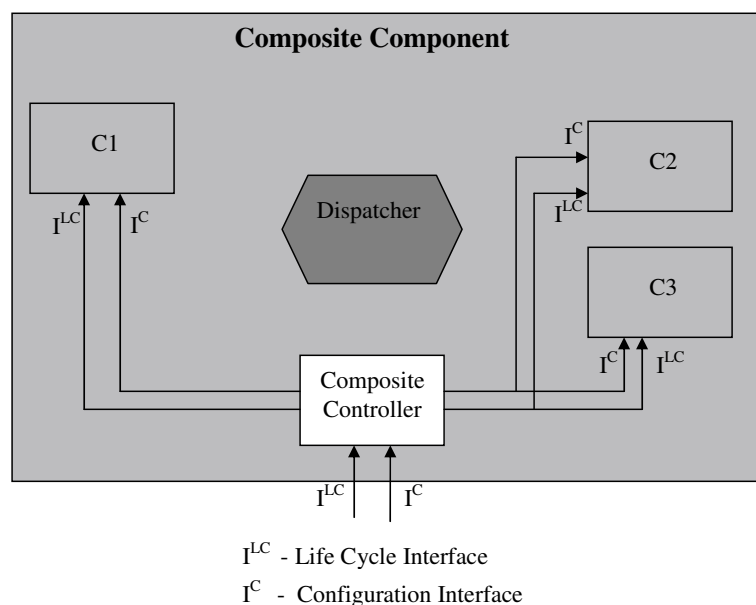 Composite Component
C1
I^C
C2
I^LC
I^LC
I^C
Dispatcher
C3
Composite
Controller
I^C
I^LC
I^LC
I^C
I^LC - Life Cycle Interface
I^C - Configuration Interface